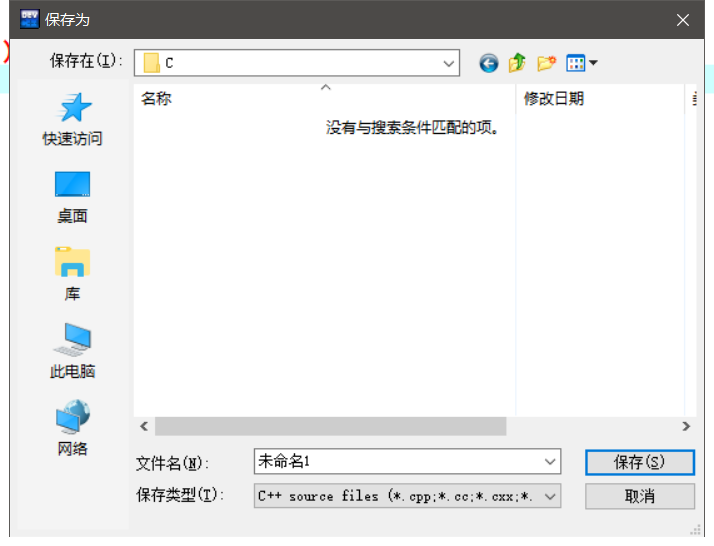 保存为
保存在(I):
C
名称
修改日期
没有与搜索条件匹配的项。
快速访问
桌面
库
此电脑
网络
文件名(N):
未命名1
保存(S)
保存类型(T):
C++ source files (*.cpp;*.cc;*.cxx;*.
取消